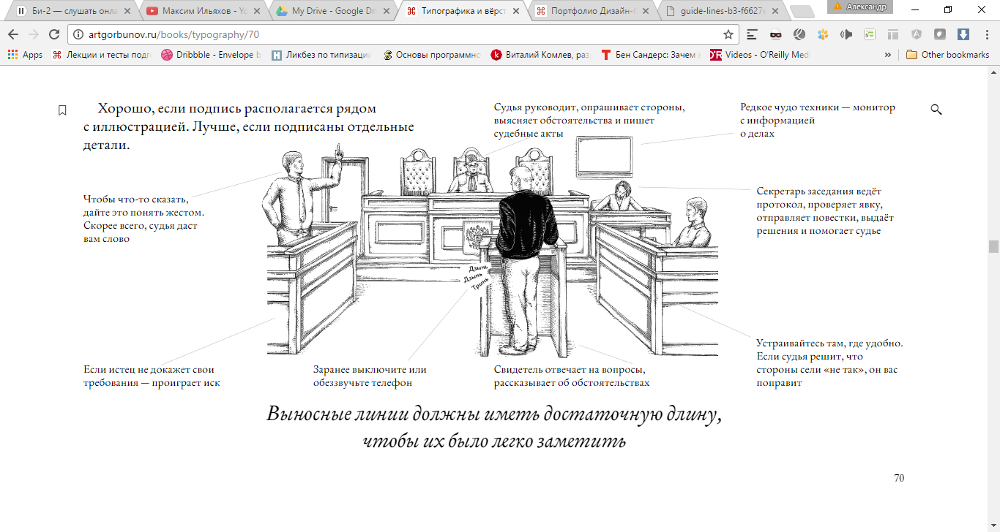 Би-2 — слушать онла
Максим Ильяхов - Yo
My Drive - Google Dri
Типографика и вёрст
Портфолио Дизайн-б
guide-lines-b3-f6627e
Александр
artgorbunov.ru/books/typography/70
Apps
Лекции и тесты подго
Dribbble - Envelope b
Ликбез по типизации
Основы программно
Виталий Комлев, раз
Бен Сандерс: Зачем
Videos - O'Reilly Medi
»
Other bookmarks
Хорошо, если подпись располагается рядом
с иллюстрацией. Лучше, если подписаны отдельные
детали.
Судья руководит, опрашивает стороны,
выясняет обстоятельства и пишет
судебные акты
Редкое чудо техники — монитор
с информацией
о делах
Чтобы что-то сказать,
дайте это понять жестом.
Скорее всего, судья даст
вам слово
Секретарь заседания ведёт
протокол, проверяет явку,
отправляет повестки, выдаёт
решения и помогает судье
Дзынь
Дзынь
Трынь
Если истец не докажет свои
требования — проиграет иск
Заранее выключите или
обеззвучьте телефон
Свидетель отвечает на вопросы,
рассказывает об обстоятельствах
Устраивайтесь там, где удобно.
Если судья решит, что
стороны сели «не так», он вас
поправит
Выносные линии должны иметь достаточную длину,
чтобы их было легко заметить
70